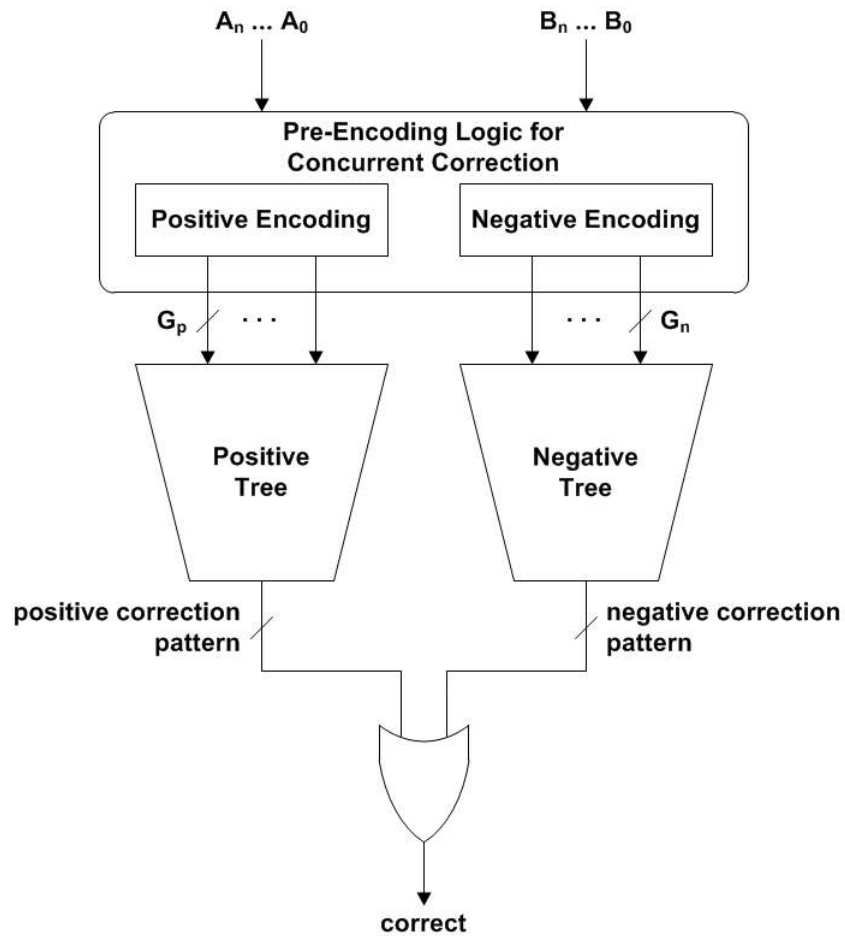 Aₙ ... A₀
Bₙ ... B₀
Pre-Encoding Logic for
Concurrent Correction
Positive Encoding
Negative Encoding
Gₚ
. . .
. . .
Gₙ
Positive
Tree
Negative
Tree
positive correction
pattern
negative correction
pattern
correct